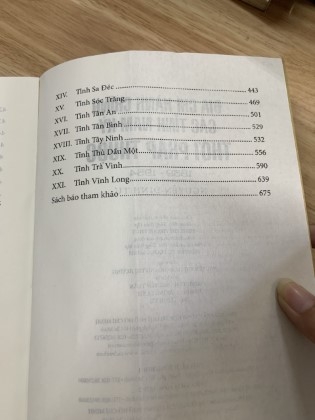 XIV. Tỉnh Sa Đéc 443
XV. Tỉnh Sóc Trăng 469
XVI. Tỉnh Tân An 501
XVII. Tỉnh Tân Bình 529
XVIII. Tỉnh Tây Ninh 532
XIX. Tỉnh Thủ Dầu Một 556
XX. Tỉnh Trà Vinh 590
XXI. Tỉnh Vĩnh Long 639
Sách báo tham khảo 675